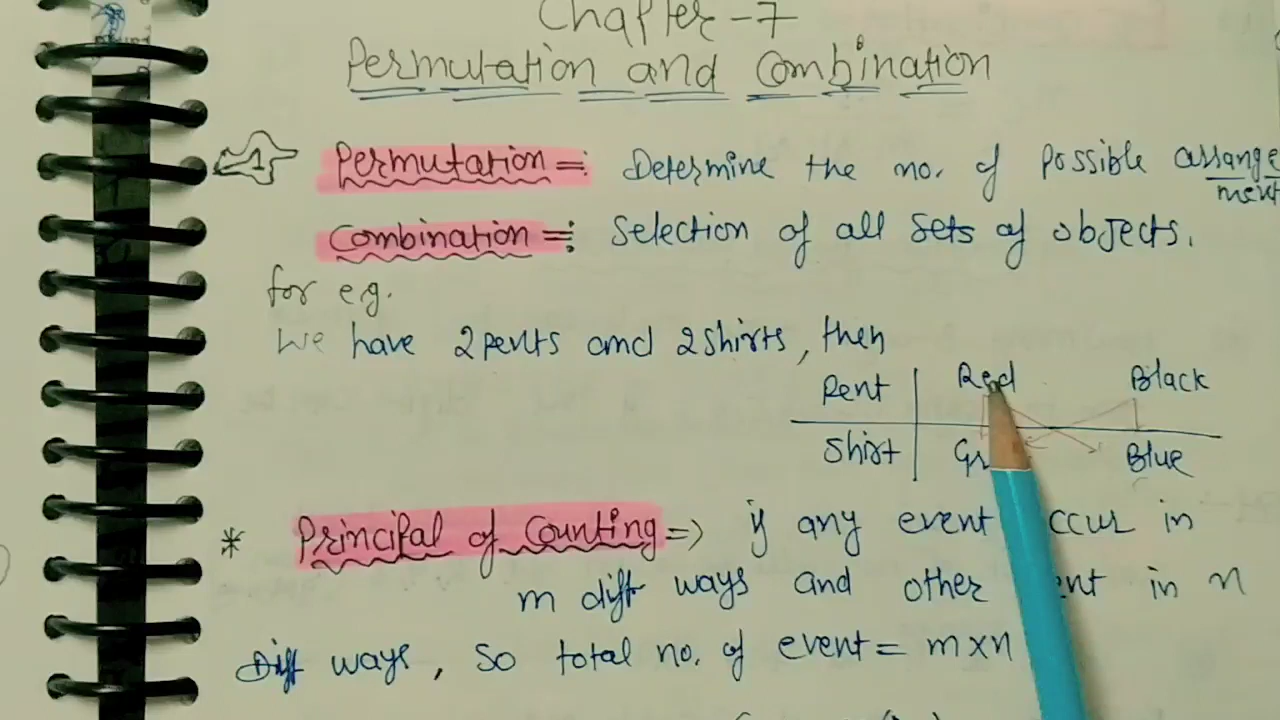 Chapter -7
Permutation and Combination
1 Permutation =: Determine the no. of possible arrangement
Combination =: Selection of all sets of objects.
for e.g.
We have 2 pents and 2 shirts, then
Pent | Red Black
Shirt | Blue
* Principal of Counting => if any event ccur in
m diff ways and other in n
Diff ways, so total no. of event = m×n